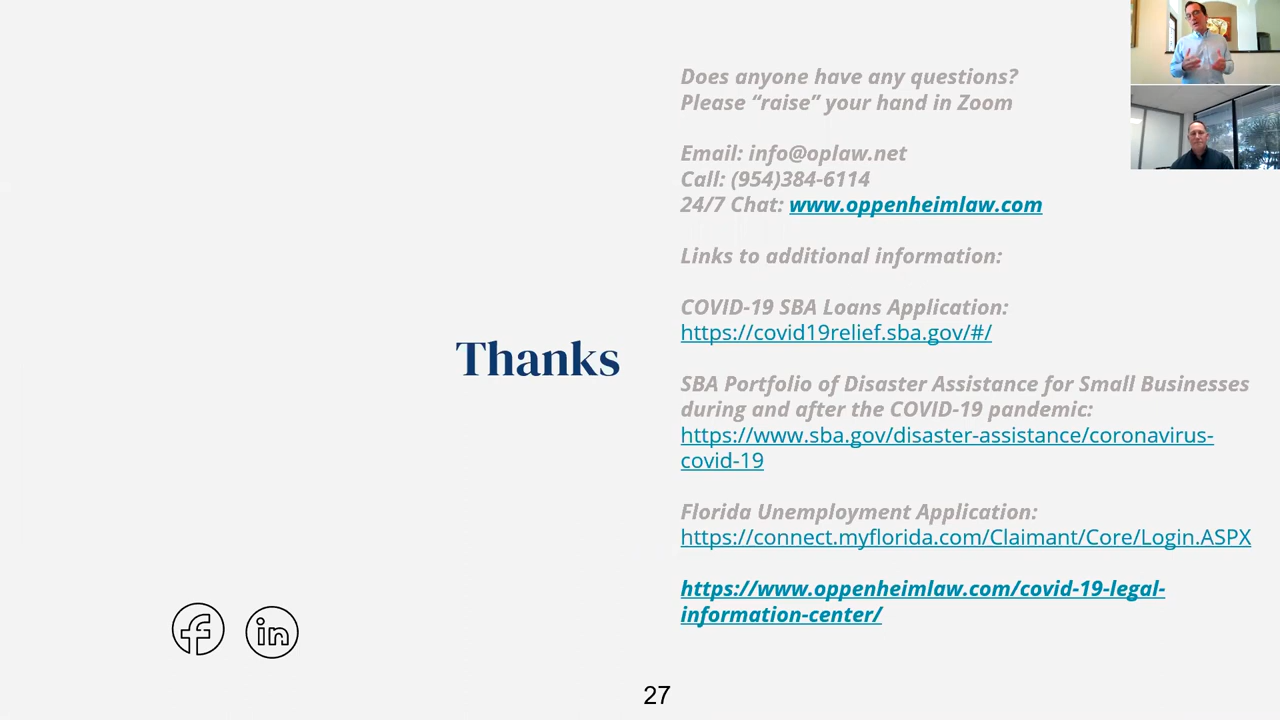 Does anyone have any questions?
Please “raise” your hand in Zoom
Email: info@oplaw.net
Call: (954)384-6114
24/7 Chat: www.oppenheimlaw.com
Links to additional information:
COVID-19 SBA Loans Application:
https://covid19relief.sba.gov/#/
Thanks
SBA Portfolio of Disaster Assistance for Small Businesses
during and after the COVID-19 pandemic:
https://www.sba.gov/disaster-assistance/coronavirus-
covid-19
Florida Unemployment Application:
https://connect.myflorida.com/Claimant/Core/Login.ASPX
https://www.oppenheimlaw.com/covid-19-legal-
information-center/
f in
27